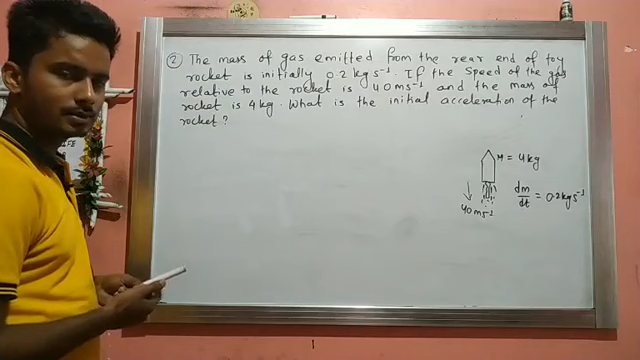 ② The mass of gas emitted from the rear end of toy
rocket is initially 0.2 kg s⁻¹. If the speed of the gas
relative to the rocket is 40 ms⁻¹ and the mass of
rocket is 4 kg. What is the initial acceleration of the
rocket ?
M = 4 kg
dm/dt = 0.2 kg s⁻¹
40 ms⁻¹